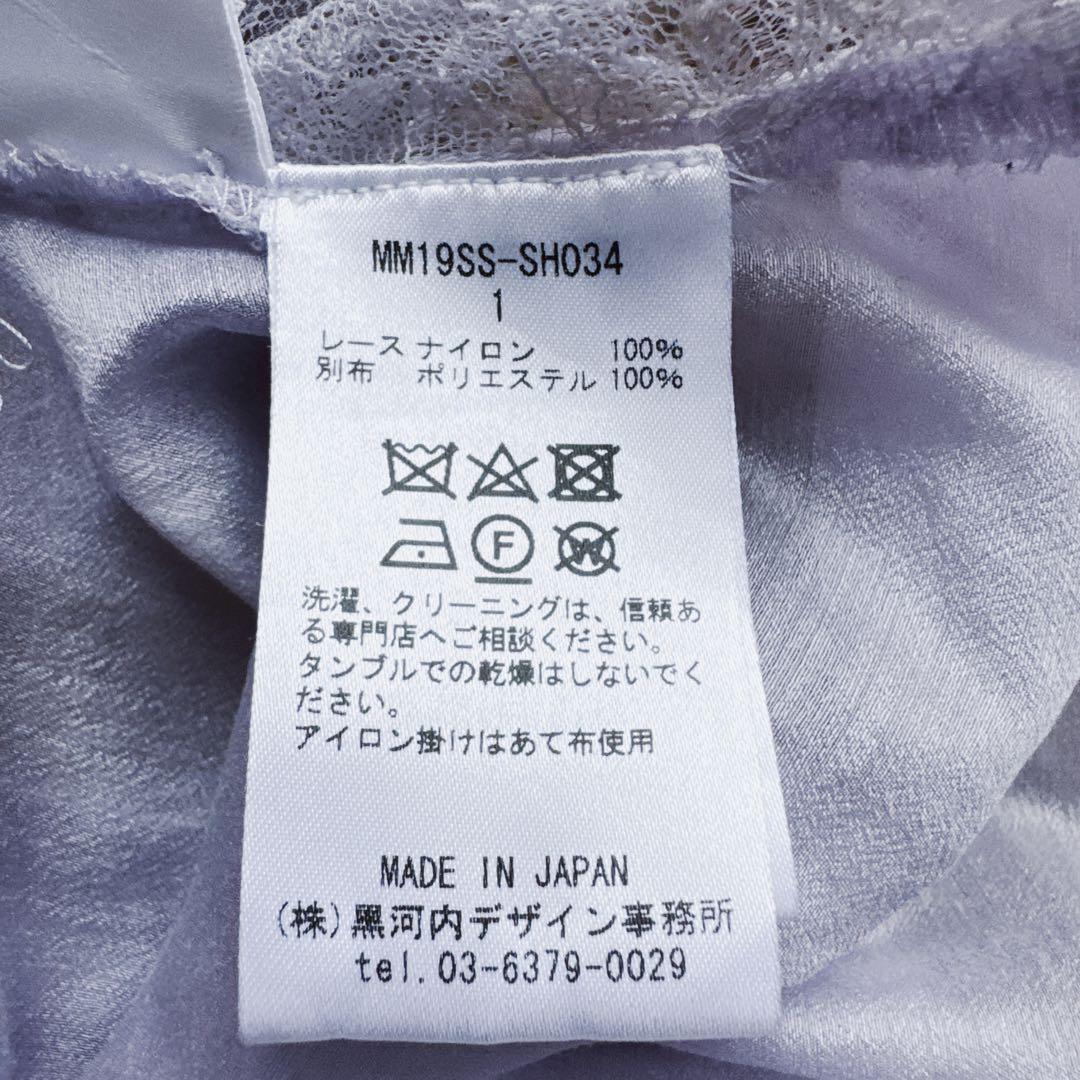 MM19SS-SH034
1
レース ナイロン 100%
別布 ポリエステル 100%
F
W
洗濯、クリーニングは、信頼あ
る専門店へご相談ください。
タンブルでの乾燥はしないでく
ださい。
アイロン掛けはあて布使用
MADE IN JAPAN
(株)黒河内デザイン事務所
tel.03-6379-0029